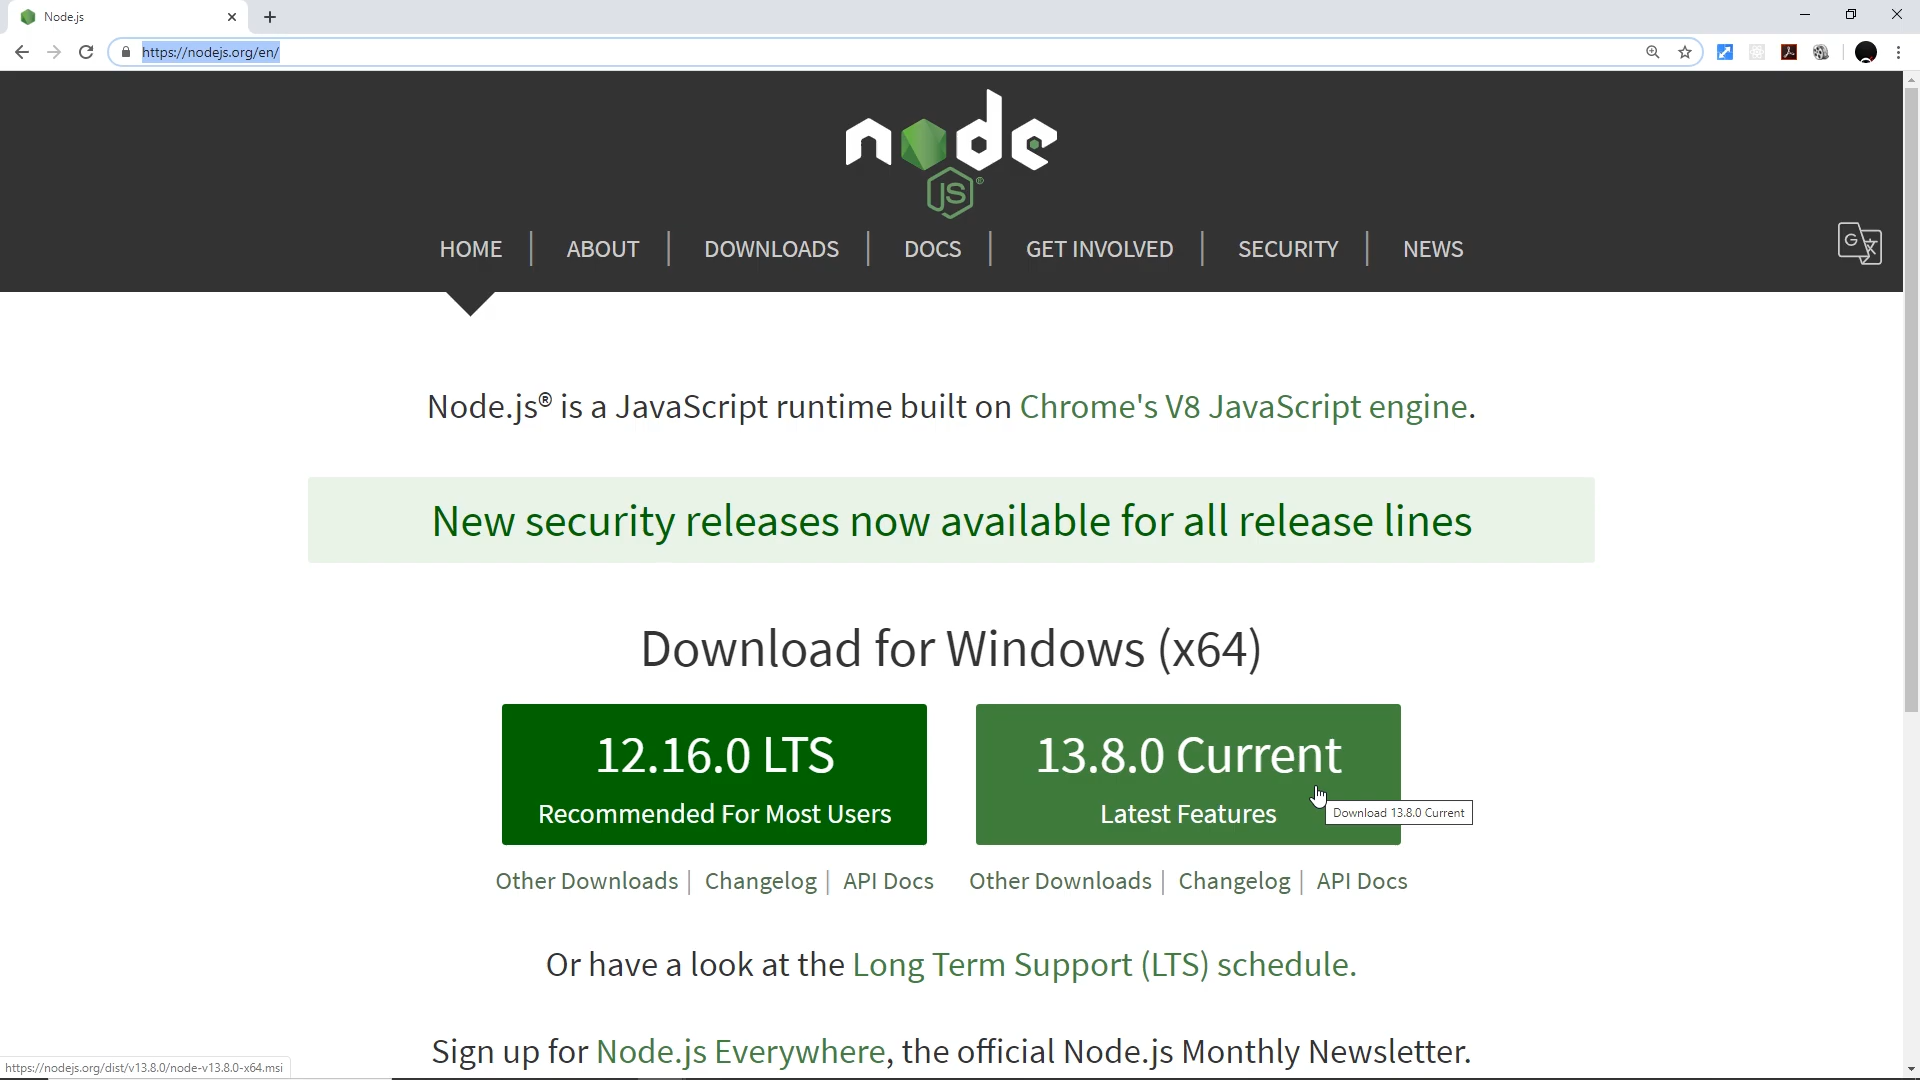 Node.js
https://nodejs.org/en/
node
JS
HOME
ABOUT
DOWNLOADS
DOCS
GET INVOLVED
SECURITY
NEWS
Node.js® is a JavaScript runtime built on Chrome's V8 JavaScript engine.
New security releases now available for all release lines
Download for Windows (x64)
12.16.0 LTS
Recommended For Most Users
13.8.0 Current
Latest Features
Download 13.8.0 Current
Other Downloads | Changelog | API Docs
Other Downloads | Changelog | API Docs
Or have a look at the Long Term Support (LTS) schedule.
Sign up for Node.js Everywhere, the official Node.js Monthly Newsletter.
https://nodejs.org/dist/v13.8.0/node-v13.8.0-x64.msi